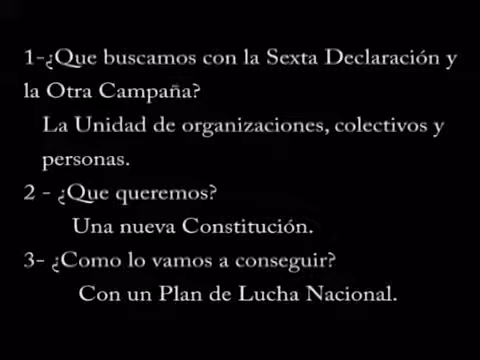 1-¿Que buscamos con la Sexta Declaración y
la Otra Campaña?
La Unidad de organizaciones, colectivos y
personas.
2 - ¿Que queremos?
Una nueva Constitución.
3- ¿Como lo vamos a conseguir?
Con un Plan de Lucha Nacional.